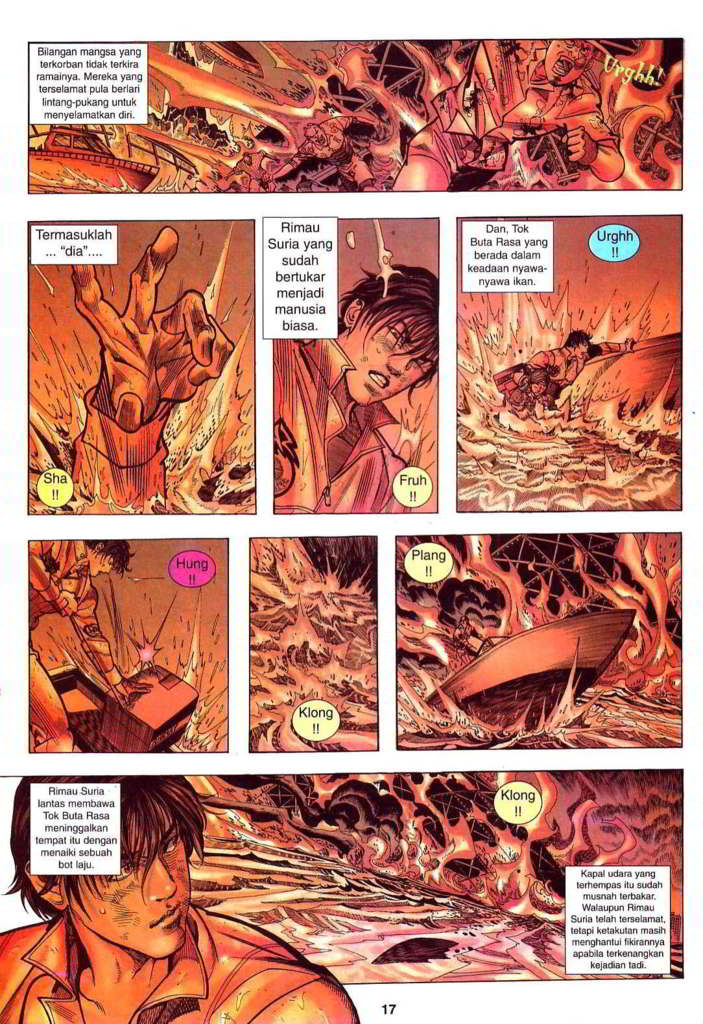 Bilangan mangsa yang
terkorban tidak terkira
ramainya. Mereka yang
terselamat pula berlari
lintang-pukang untuk
menyelamatkan diri.
Urghh!
Termasuklah
... “dia”....
Sha
!!
Rimau
Suria yang
sudah
bertukar
menjadi
manusia
biasa.
Fruh
!!
Dan, Tok
Buta Rasa yang
berada dalam
keadaan nyawa-
nyawa ikan.
Urghh
!!
Hung
!!
Klong
!!
Plang
!!
Rimau Suria
lantas membawa
Tok Buta Rasa
meninggalkan
tempat itu dengan
menaiki sebuah
bot laju.
Klong
!!
Kapal udara yang
terhempas itu sudah
musnah terbakar.
Walaupun Rimau
Suria telah terselamat,
tetapi ketakutan masih
menghantui fikirannya
apabila terkenangkan
kejadian tadi.
17